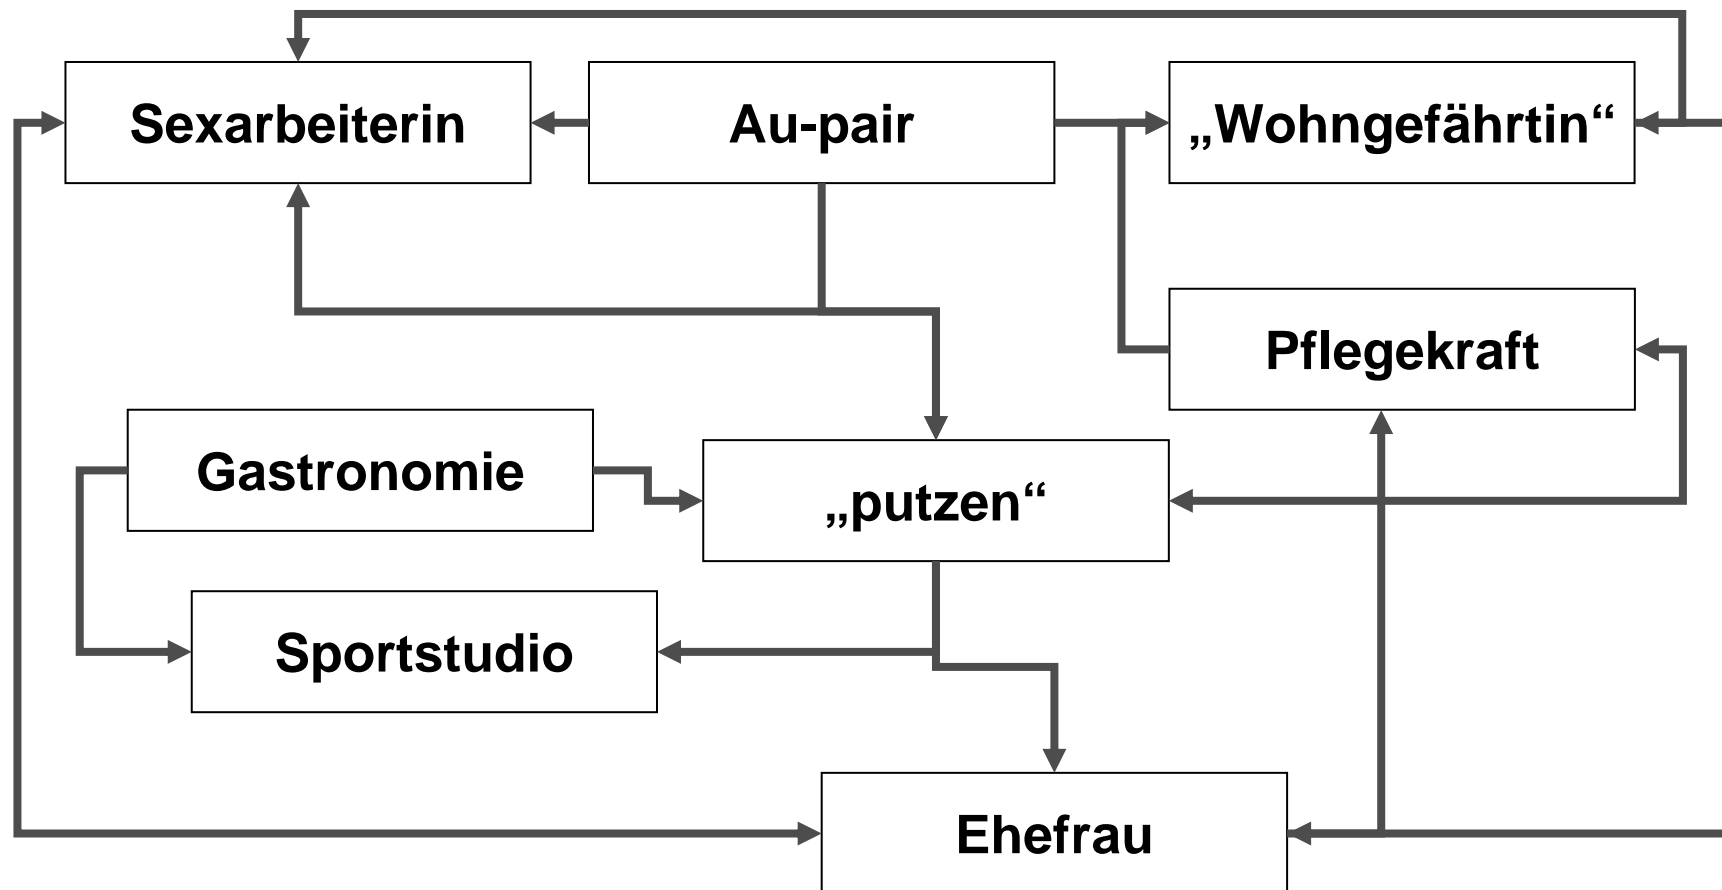 Sexarbeiterin
Au-pair
„Wohngefährtin“
Pflegekraft
Gastronomie
„putzen“
Sportstudio
Ehefrau